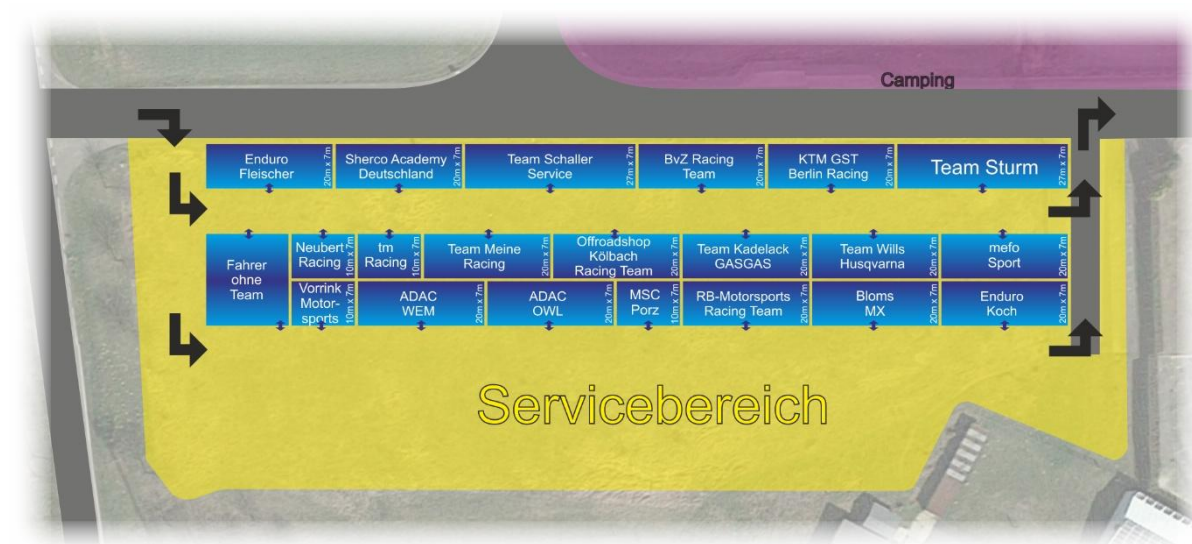 Camping
Enduro
Fleischer
20m x 7m
Sherco Academy
Deutschland
20m x 7m
Team Schaller
Service
27m x 7m
BvZ Racing
Team
20m x 7m
KTM GST
Berlin Racing
20m x 7m
Team Sturm
27m x 7m
Fahrer
ohne
Team
Neubert
Racing
10m x 7m
tm
Racing
10m x 7m
Team Meine
Racing
20m x 7m
Offroadshop
Kölbach
Racing Team
20m x 7m
Team Kadelack
GASGAS
20m x 7m
Team Wills
Husqvarna
20m x 7m
mefo
Sport
20m x 7m
Vorrink
Motor-
sports
10m x 7m
ADAC
WEM
20m x 7m
ADAC
OWL
20m x 7m
MSC
Porz
10m x 7m
RB-Motorsports
Racing Team
20m x 7m
Bloms
MX
20m x 7m
Enduro
Koch
20m x 7m
Servicebereich